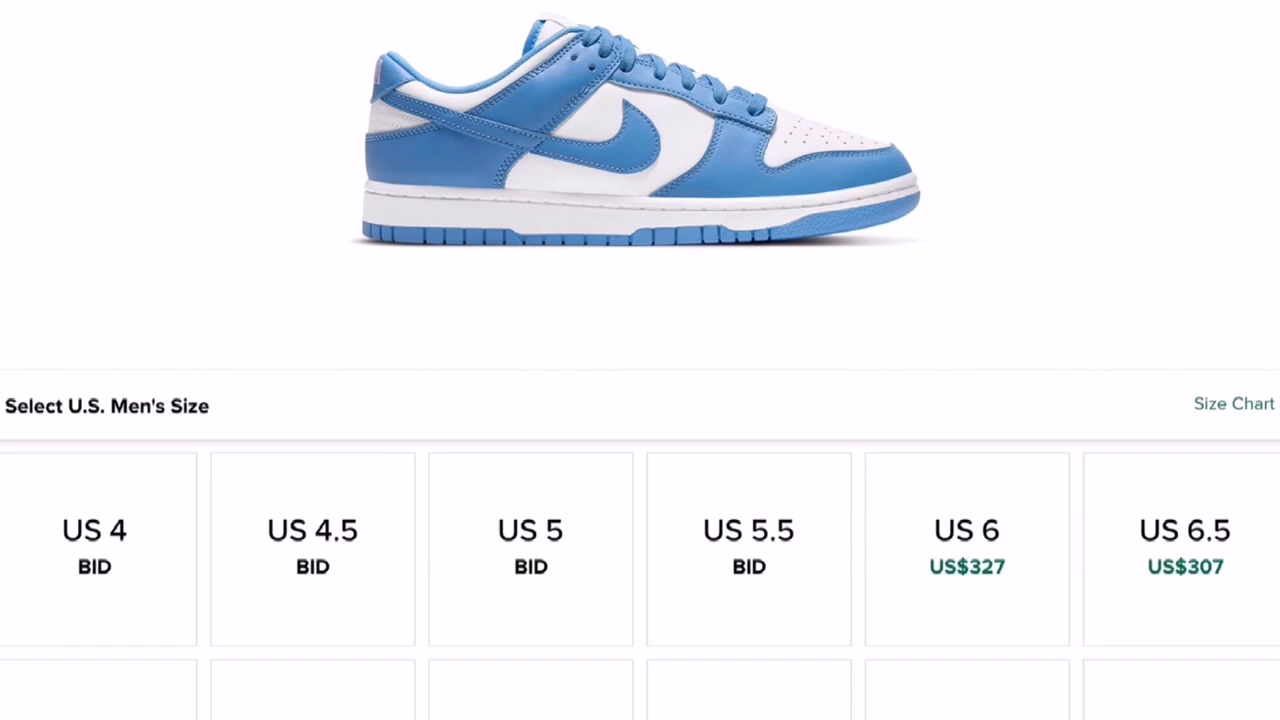 Select U.S. Men's Size
Size Chart
US 4
BID
US 4.5
BID
US 5
BID
US 5.5
BID
US 6
US$327
US 6.5
US$307